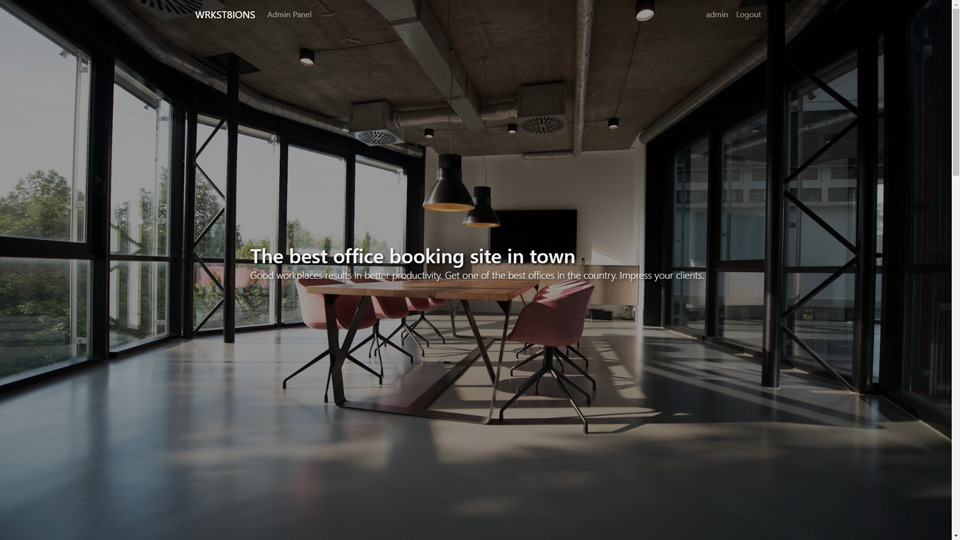 WRKST8IONS Admin Panel admin Logout
The best office booking site in town
Good workplaces results in better productivity. Get one of the best offices in the country. Impress your clients.